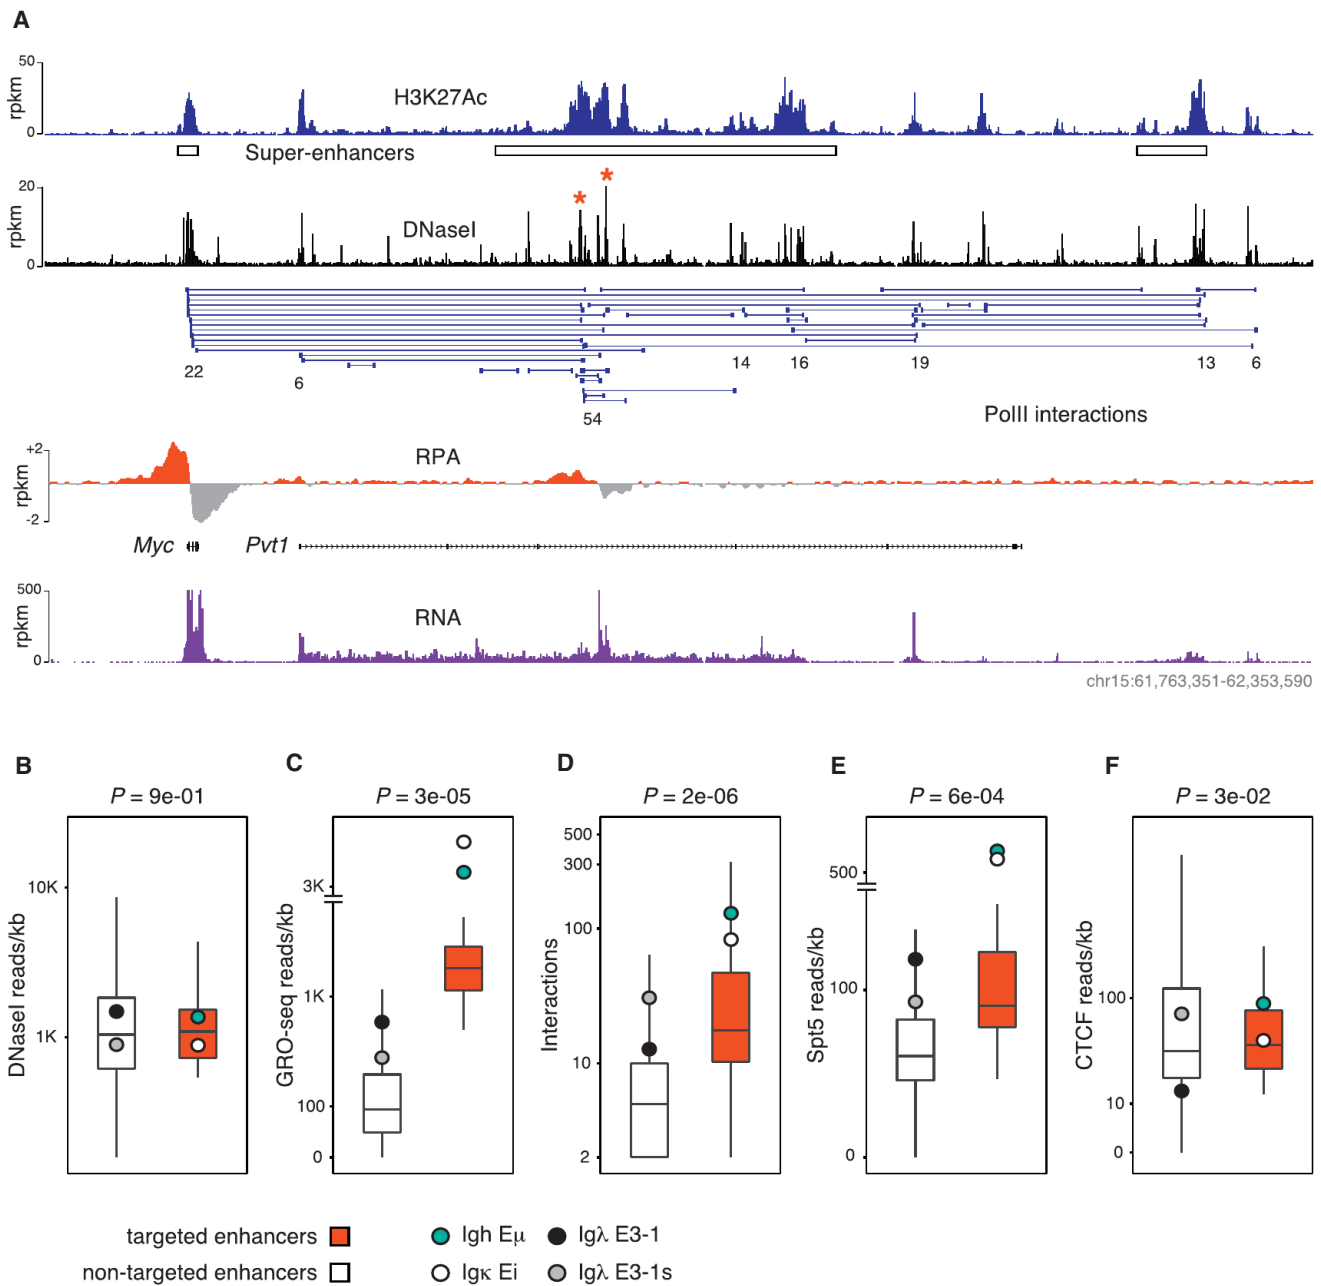 A
50
rpkm
H3K27Ac
0
Super-enhancers
20
rpkm
DNaseI
0
22
6
54
14
16
19
13
6
PolII interactions
+2
rpkm
RPA
-2
Myc
Pvt1
500
rpkm
RNA
0
chr15:61,763,351-62,353,590
B
P = 9e-01
DNaseI reads/kb
10K
1K
C
P = 3e-05
GRO-seq reads/kb
3K
1K
100
0
D
P = 2e-06
Interactions
500
300
100
10
2
E
P = 6e-04
Spt5 reads/kb
500
100
0
F
P = 3e-02
CTCF reads/kb
100
10
0
targeted enhancers
non-targeted enhancers
Igh Eμ
Igκ Ei
Igλ E3-1
Igλ E3-1s